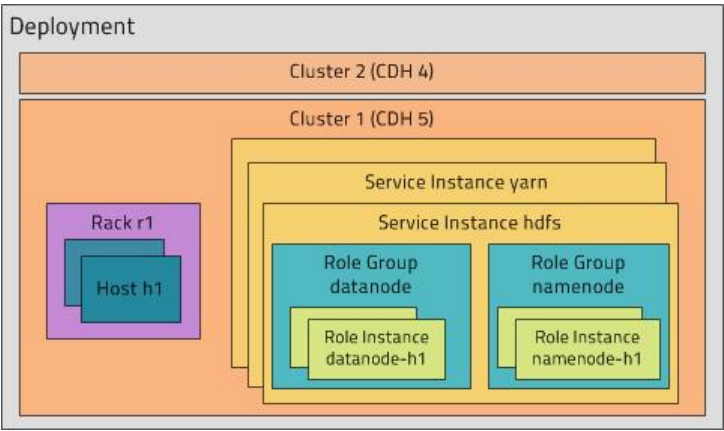 Deployment
Cluster 2 (CDH 4)
Cluster 1 (CDH 5)
Service Instance yarn
Service Instance hdfs
Rack r1
Host h1
Role Group
datanode
Role Instance
datanode-h1
Role Group
namenode
Role Instance
namenode-h1